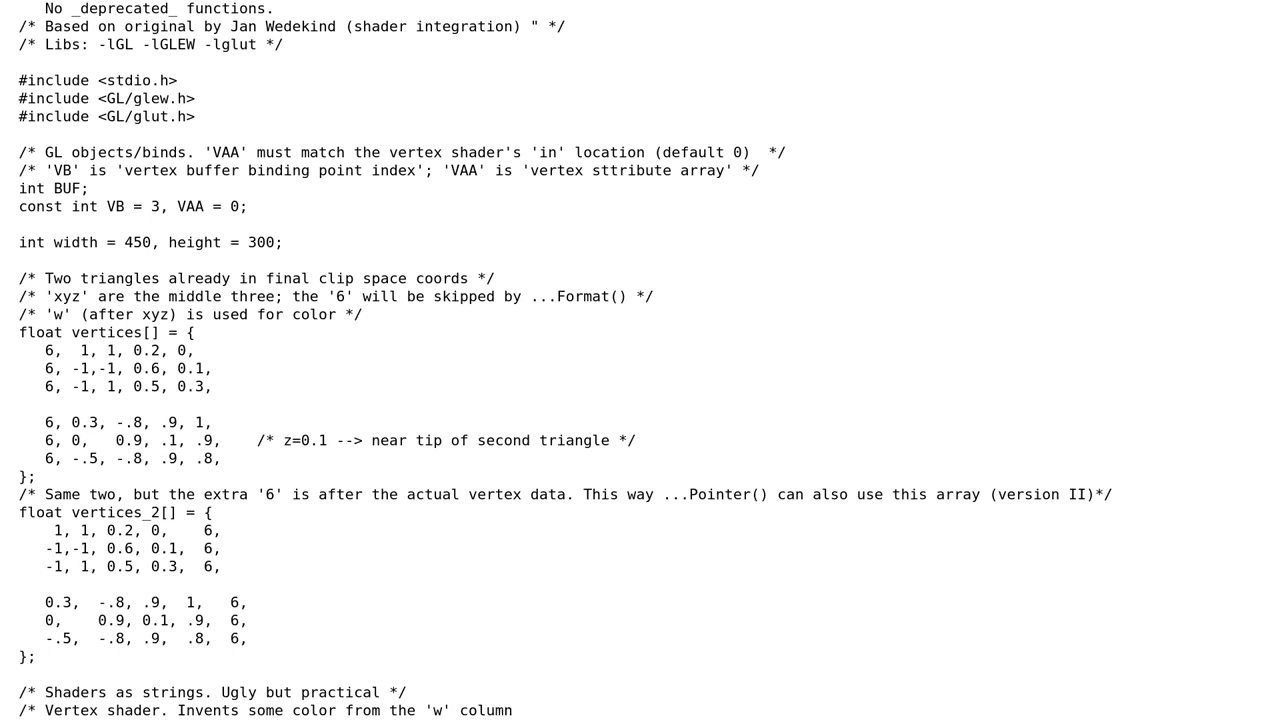 No _deprecated_ functions.
/* Based on original by Jan Wedekind (shader integration) " */
/* Libs: -lGL -lGLEW -lglut */
#include <stdio.h>
#include <GL/glew.h>
#include <GL/glut.h>
/* GL objects/binds. 'VAA' must match the vertex shader's 'in' location (default 0)  */
/* 'VB' is 'vertex buffer binding point index'; 'VAA' is 'vertex sttribute array' */
int BUF;
const int VB = 3, VAA = 0;
int width = 450, height = 300;
/* Two triangles already in final clip space coords */
/* 'xyz' are the middle three; the '6' will be skipped by ...Format() */
/* 'w' (after xyz) is used for color */
float vertices[] = {
   6,  1, 1, 0.2, 0,
   6, -1,-1, 0.6, 0.1,
   6, -1, 1, 0.5, 0.3,
   6, 0.3, -.8, .9, 1,
   6, 0,   0.9, .1, .9,    /* z=0.1 --> near tip of second triangle */
   6, -.5, -.8, .9, .8,
};
/* Same two, but the extra '6' is after the actual vertex data. This way ...Pointer() can also use this array (version II)*/
float vertices_2[] = {
    1, 1, 0.2, 0,    6,
   -1,-1, 0.6, 0.1,  6,
   -1, 1, 0.5, 0.3,  6,
   0.3,  -.8, .9,  1,   6,
   0,    0.9, 0.1, .9,  6,
   -.5,  -.8, .9,  .8,  6,
};
/* Shaders as strings. Ugly but practical */
/* Vertex shader. Invents some color from the 'w' column